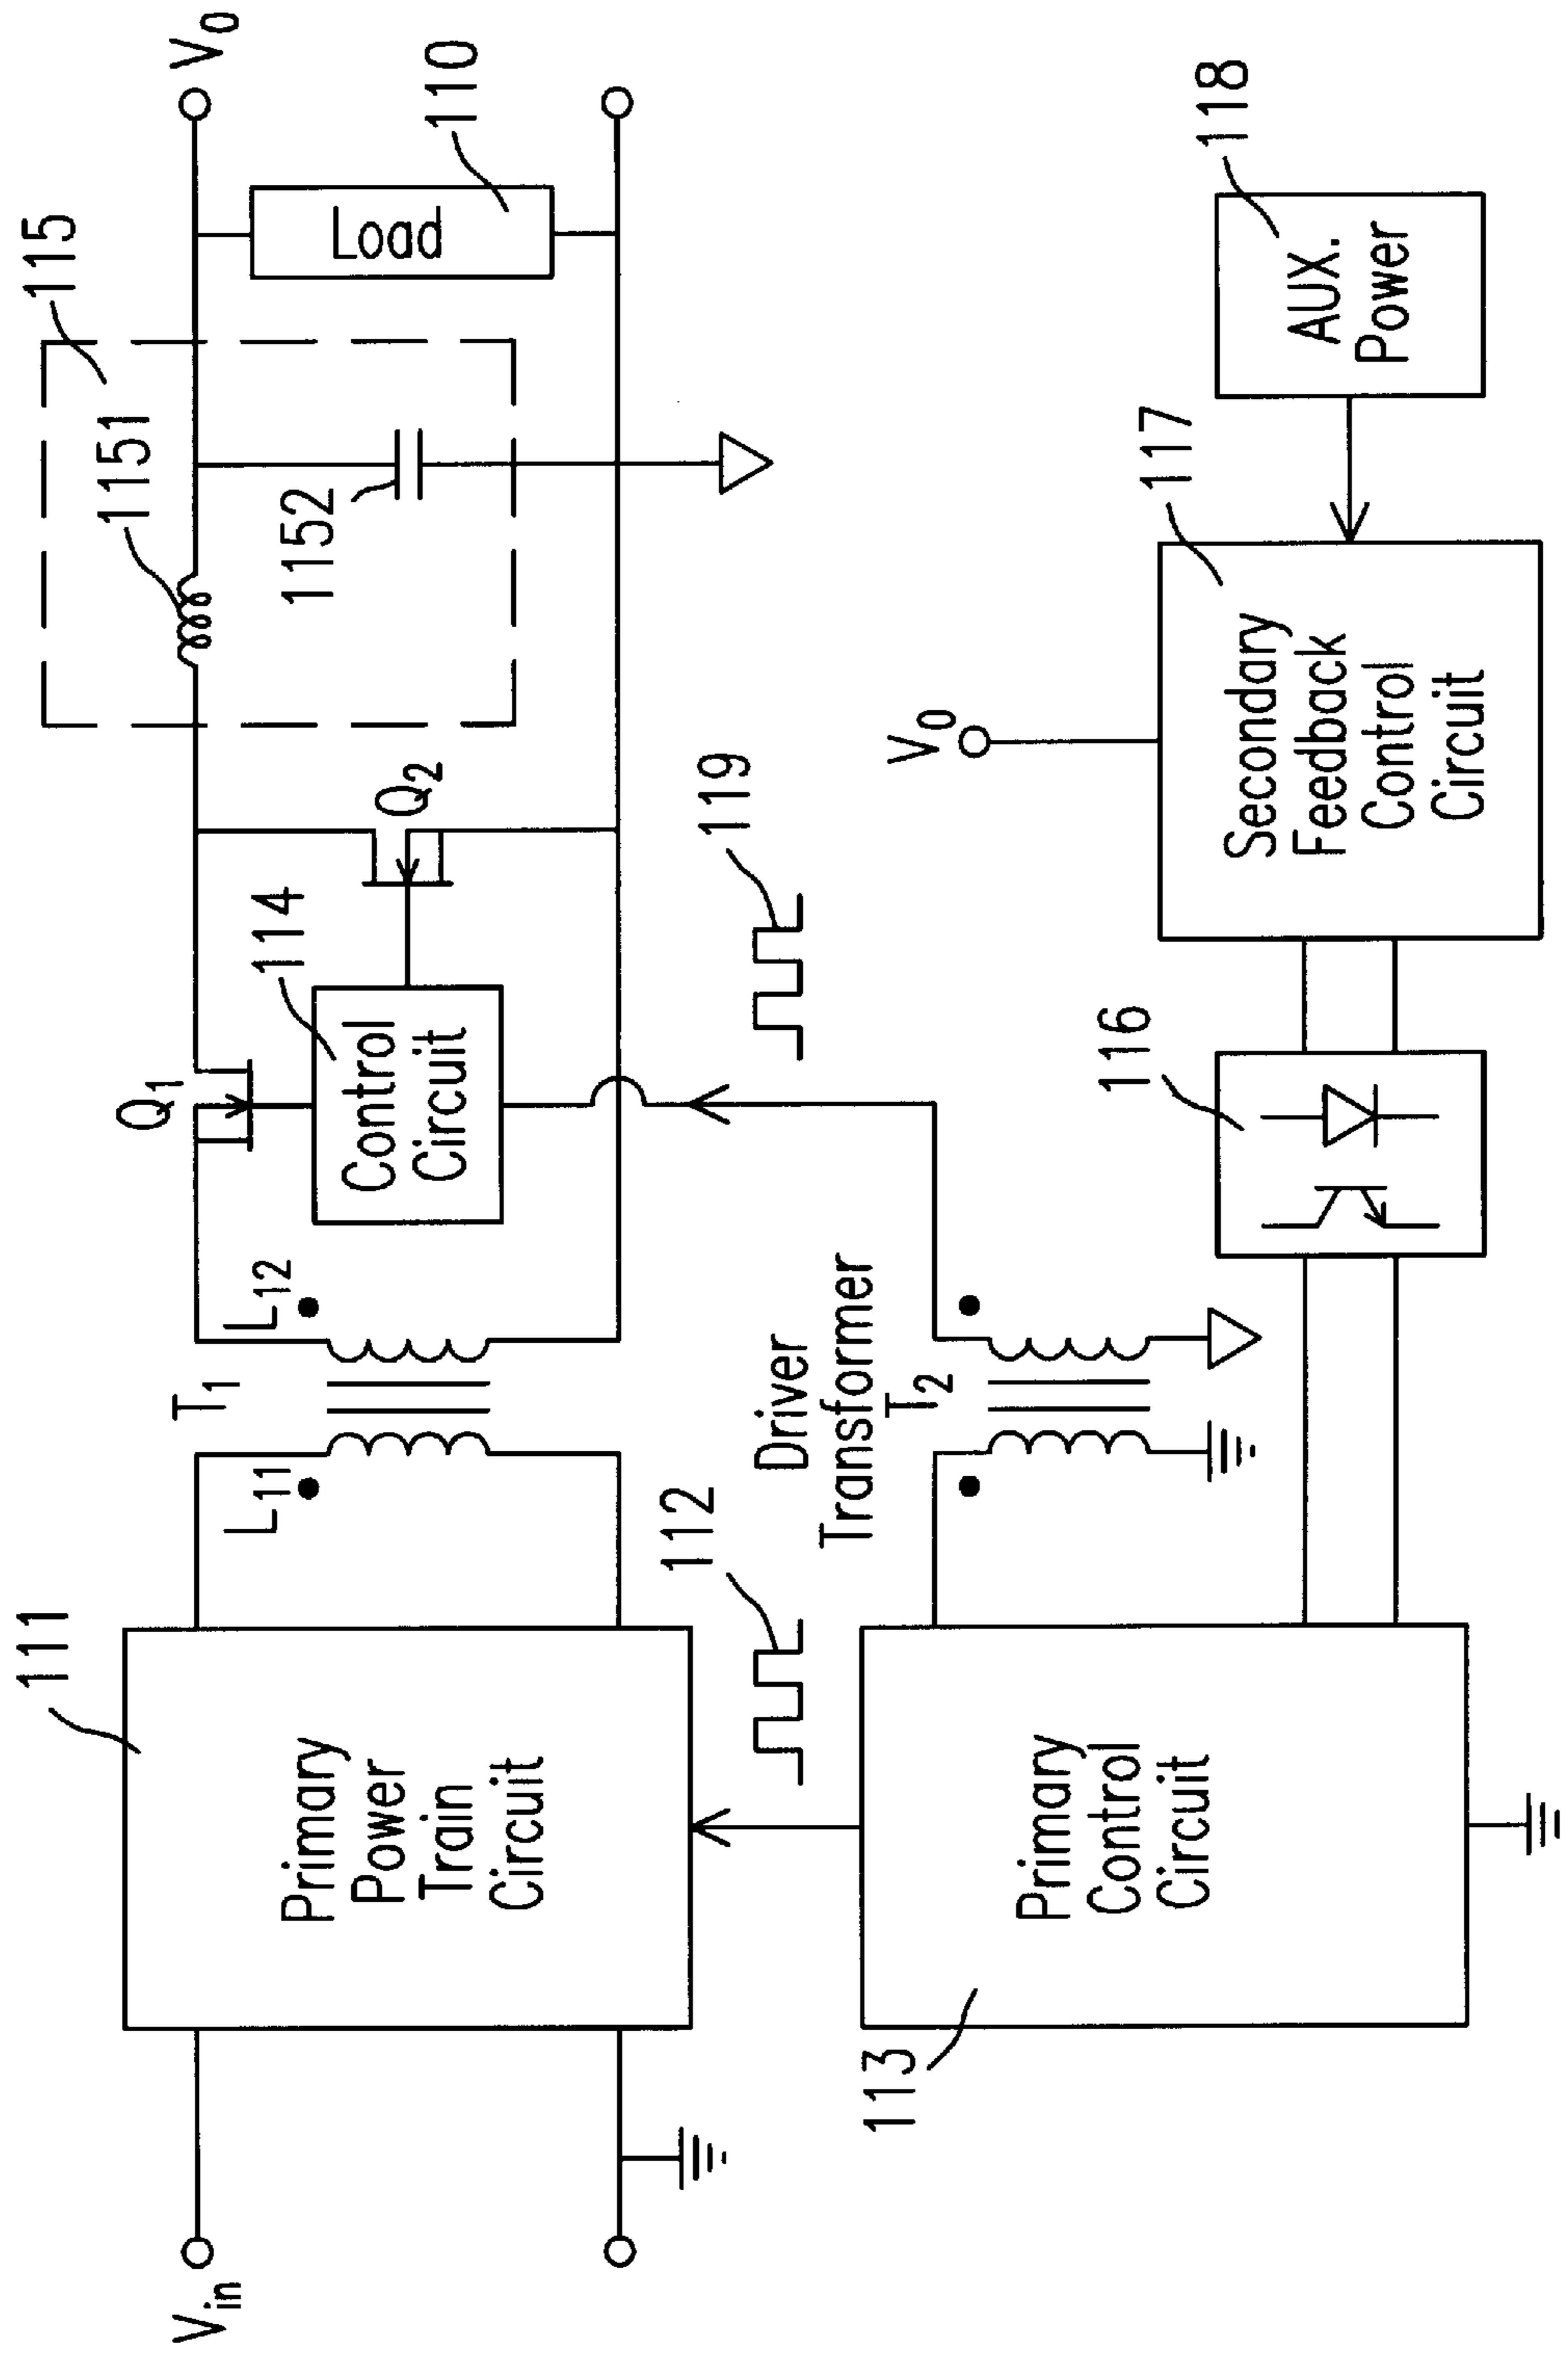 111
Vin
Primary
Power
Train
Circuit
T1
L11
L12
Q1
114
Control
Circuit
Q2
115
1151
1152
Load
110
Vo
112
119
113
Primary
Control
Circuit
Driver
Transformer
T2
116
Vo
117
Secondary
Feedback
Control
Circuit
118
AUX.
Power